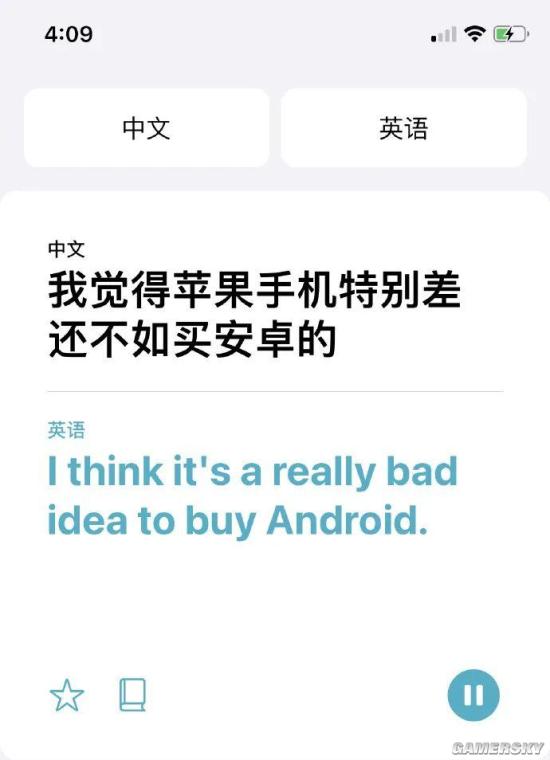 4:09
中文
英语
中文
我觉得苹果手机特别差
还不如买安卓的
英语
I think it's a really bad
idea to buy Android.
GAMERSKY